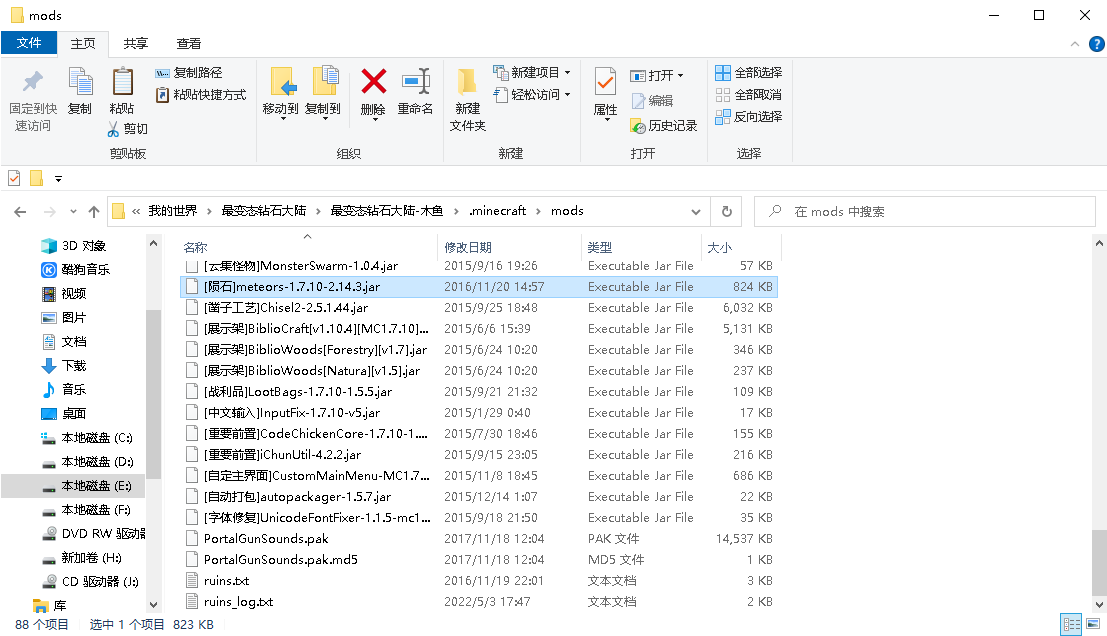 mods
文件 主页 共享 查看
固定到快速访问
复制
粘贴
复制路径
粘贴快捷方式
剪切
剪贴板
移动到
复制到
删除
重命名
组织
新建文件夹
新建项目
轻松访问
新建
属性
打开
编辑
历史记录
打开
全部选择
全部取消
反向选择
选择
« 我的世界 › 最变态钻石大陆 › 最变态钻石大陆-木鱼 › .minecraft › mods
在 mods 中搜索
3D 对象
酷狗音乐
视频
图片
文档
下载
音乐
桌面
本地磁盘 (C:)
本地磁盘 (D:)
本地磁盘 (E:)
本地磁盘 (F:)
DVD RW 驱动器
新加卷 (H:)
CD 驱动器 (J:)
库
名称 修改日期 类型 大小
[云集怪物]MonsterSwarm-1.0.4.jar 2015/9/16 19:26 Executable Jar File 57 KB
[陨石]meteors-1.7.10-2.14.3.jar 2016/11/20 14:57 Executable Jar File 824 KB
[凿子工艺]Chisel2-2.5.1.44.jar 2015/9/25 18:48 Executable Jar File 6,032 KB
[展示架]BiblioCraft[v1.10.4][MC1.7.10]... 2015/6/6 15:39 Executable Jar File 5,131 KB
[展示架]BiblioWoods[Forestry][v1.7].jar 2015/6/24 10:20 Executable Jar File 346 KB
[展示架]BiblioWoods[Natura][v1.5].jar 2015/6/24 10:20 Executable Jar File 237 KB
[战利品]LootBags-1.7.10-1.5.5.jar 2015/9/21 21:32 Executable Jar File 109 KB
[中文输入]InputFix-1.7.10-v5.jar 2015/1/29 0:40 Executable Jar File 17 KB
[重要前置]CodeChickenCore-1.7.10-1.... 2015/7/30 18:46 Executable Jar File 155 KB
[重要前置]iChunUtil-4.2.2.jar 2015/9/15 23:05 Executable Jar File 216 KB
[自定主界面]CustomMainMenu-MC1.7... 2015/11/8 18:45 Executable Jar File 686 KB
[自动打包]autopackager-1.5.7.jar 2015/12/14 1:07 Executable Jar File 22 KB
[字体修复]UnicodeFontFixer-1.1.5-mc1... 2015/9/18 21:50 Executable Jar File 35 KB
PortalGunSounds.pak 2017/11/18 12:04 PAK 文件 14,537 KB
PortalGunSounds.pak.md5 2017/11/18 12:04 MD5 文件 1 KB
ruins.txt 2016/11/19 22:01 文本文档 3 KB
ruins_log.txt 2022/5/3 17:47 文本文档 2 KB
88 个项目 选中 1 个项目 823 KB